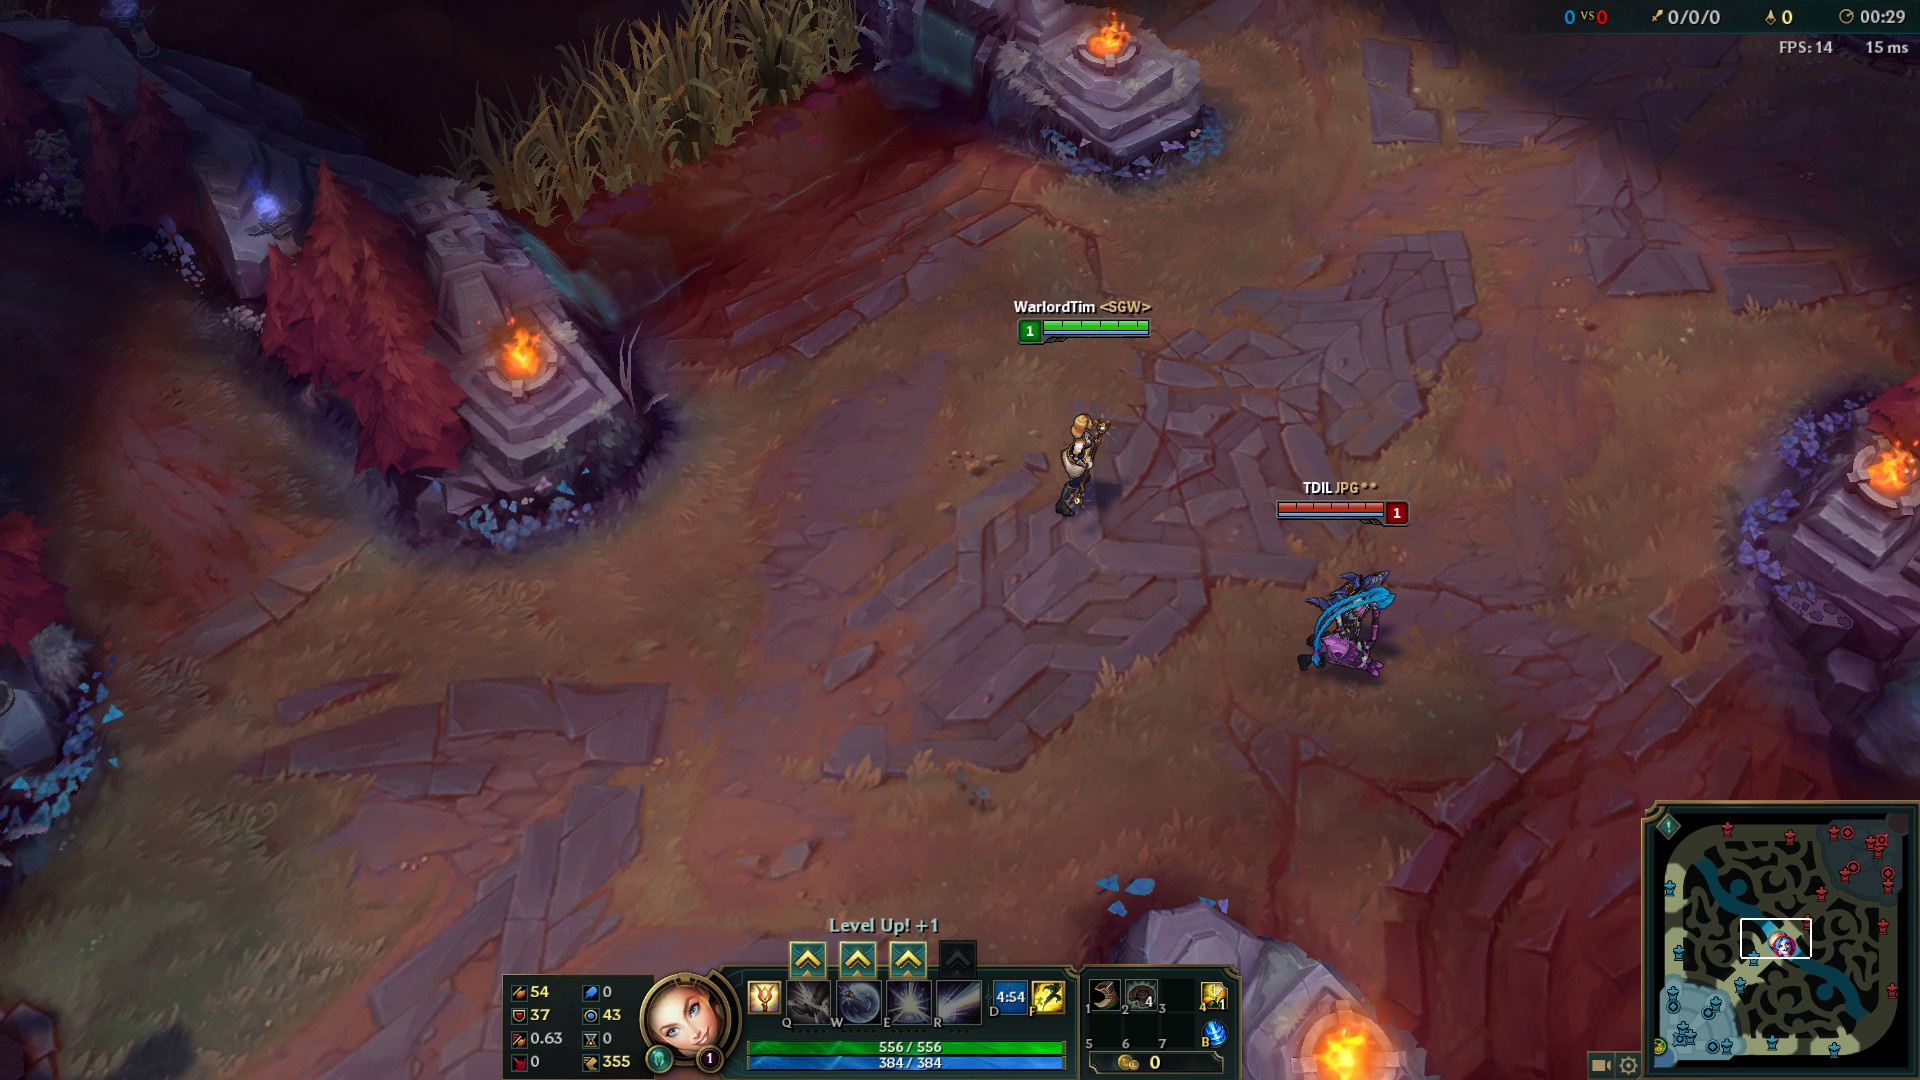 0 VS 0 0/0/0 0 00:29
FPS: 14 15 ms
WarlordTim <SGW>
1
TDIL JPG**
1
Level Up! +1
54 0
37 43
0.63 0
0 355
1
Q W E R
4:54
D F
556 / 556
384 / 384
1 2 4 3 4 1
5 6 7 B
0